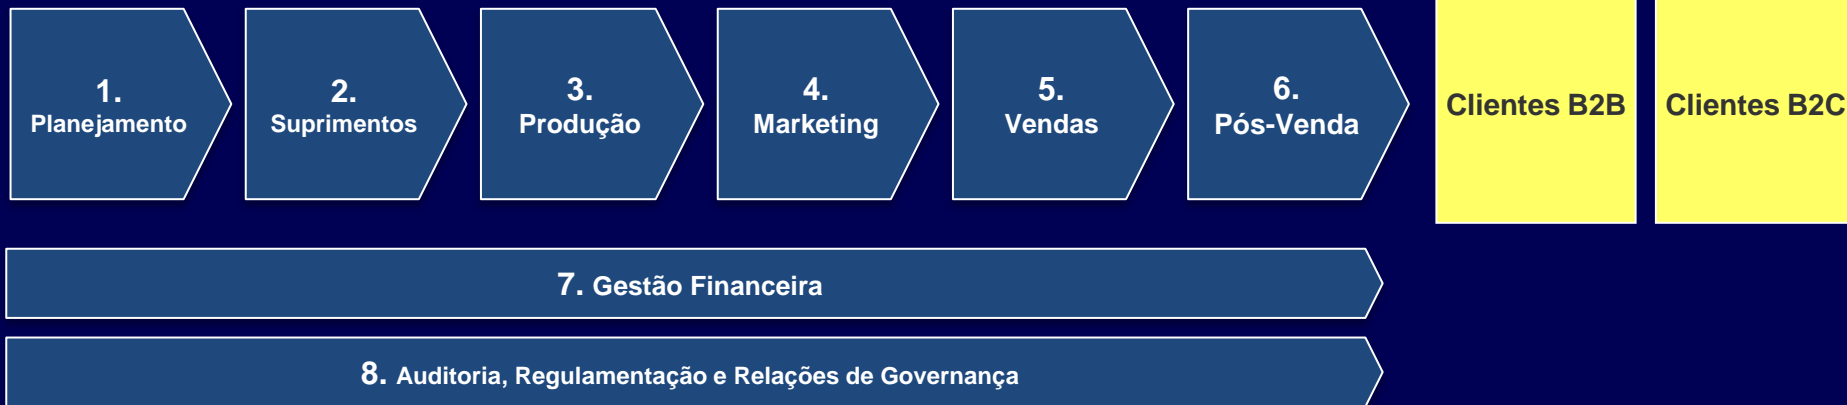 1.
Planejamento
2.
Suprimentos
3.
Produção
4.
Marketing
5.
Vendas
6.
Pós-Venda
Clientes B2B
Clientes B2C
7. Gestão Financeira
8. Auditoria, Regulamentação e Relações de Governança